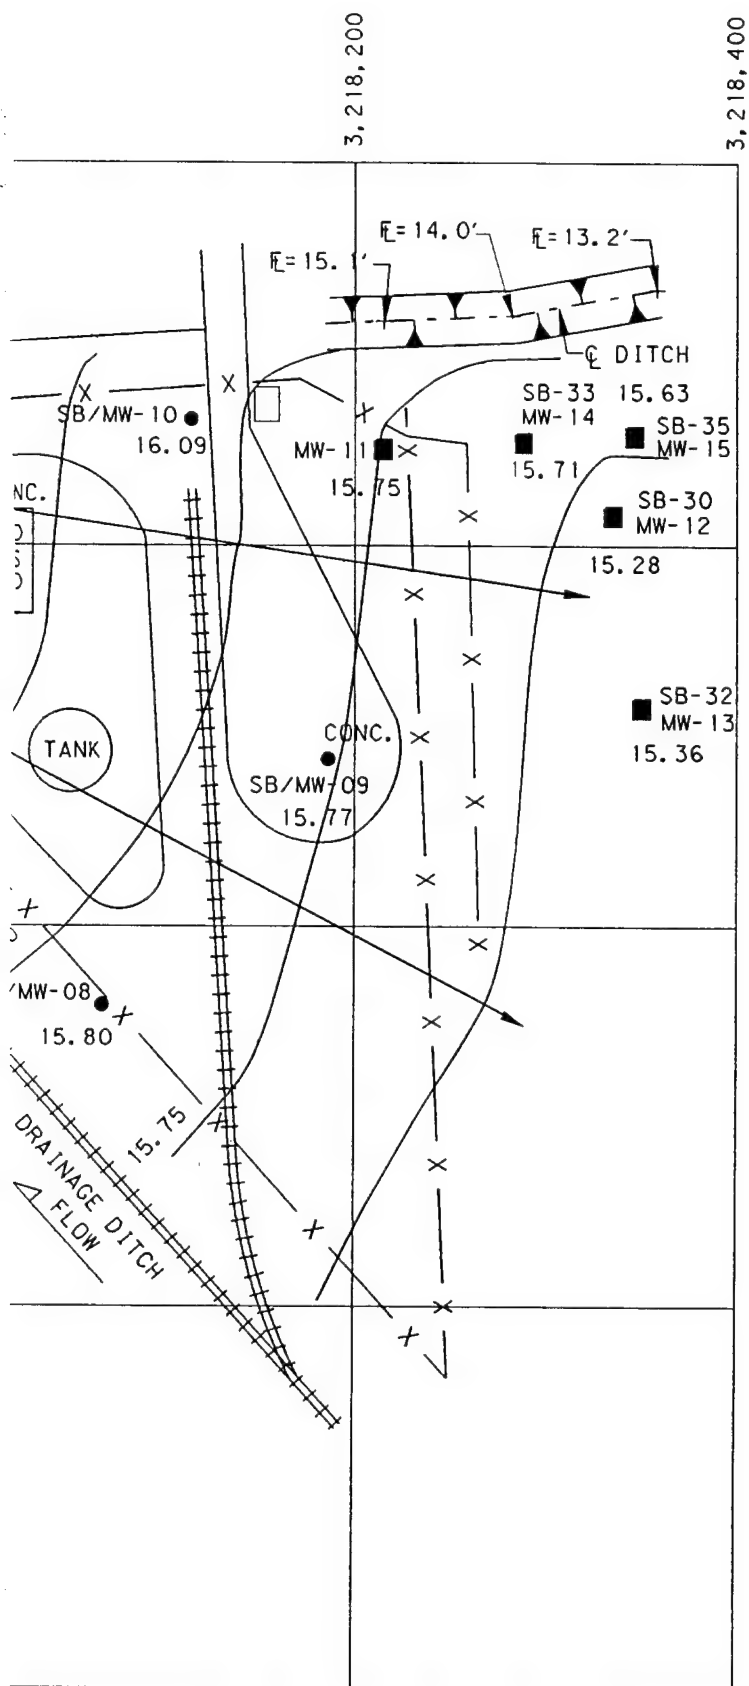 3,218,200
3,218,400
FL=14.0'
FL=13.2'
FL=15.1'
CL DITCH
X
X
X
SB/MW-10
16.09
SB-33
MW-14
15.71
15.63
SB-35
MW-15
MW-11
X
15.75
NC.
X
SB-30
MW-12
15.28
X
X
SB-32
MW-13
15.36
TANK
CONC.
X
SB/MW-09
15.77
X
X
X
X
/MW-08
15.80
X
X
15.75
X
DRAINAGE DITCH
FLOW
X
X
X
X